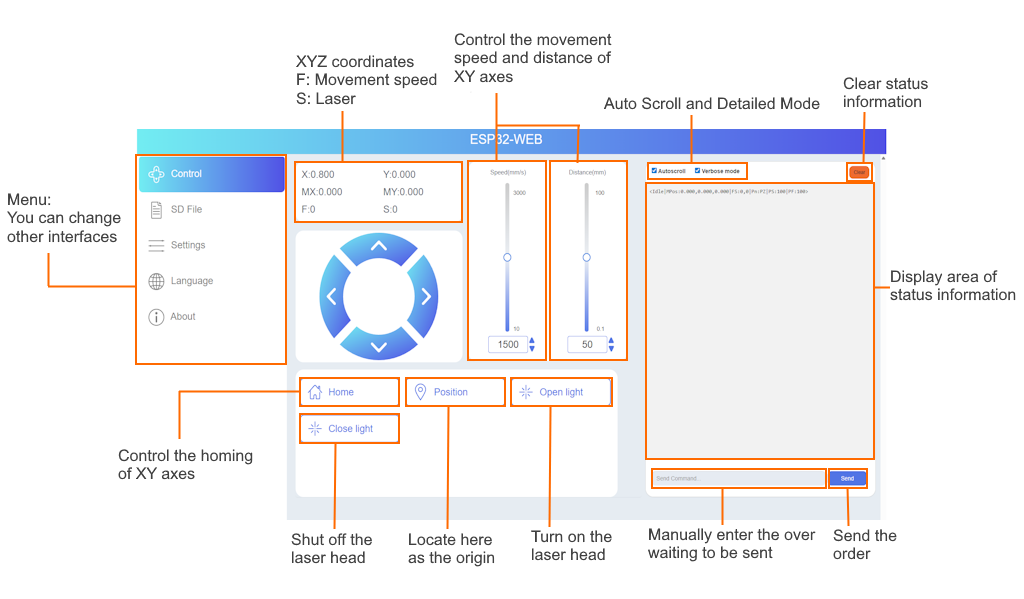 Control the movement
speed and distance of
XY axes
XYZ coordinates
F: Movement speed
S: Laser
Auto Scroll and Detailed Mode
Clear status
information
ESP32-WEB
Menu:
You can change
other interfaces
Control
SD File
Settings
Language
About
X:0.800
Y:0.000
MX:0.000
MY:0.000
F:0
S:0
Speed(mm/s)
3000
10
1500
Distance(mm)
100
0.1
50
Autoscroll
Verbose mode
Clear
<Idle|MPos:0.000,0.000,0.000|FS:0,0|Pn:PZ|PS:100|PF:100>
Display area of
status information
Home
Position
Open light
Close light
Send Command...
Send
Control the homing
of XY axes
Shut off the
laser head
Locate here
as the origin
Turn on the
laser head
Manually enter the over
waiting to be sent
Send the
order